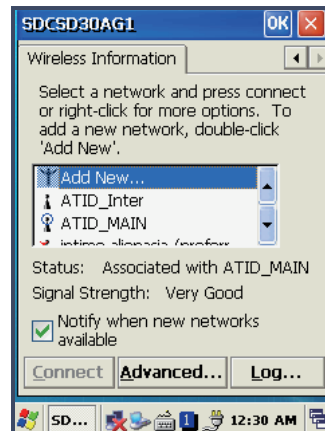 SDCSD30AG1 OK
Wireless Information
Select a network and press connect
or right-click for more options. To
add a new network, double-click
'Add New'.
Add New...
ATID_Inter
ATID_MAIN
Status: Associated with ATID_MAIN
Signal Strength: Very Good
Notify when new networks
available
Connect Advanced... Log...
SD... 1 12:30 AM